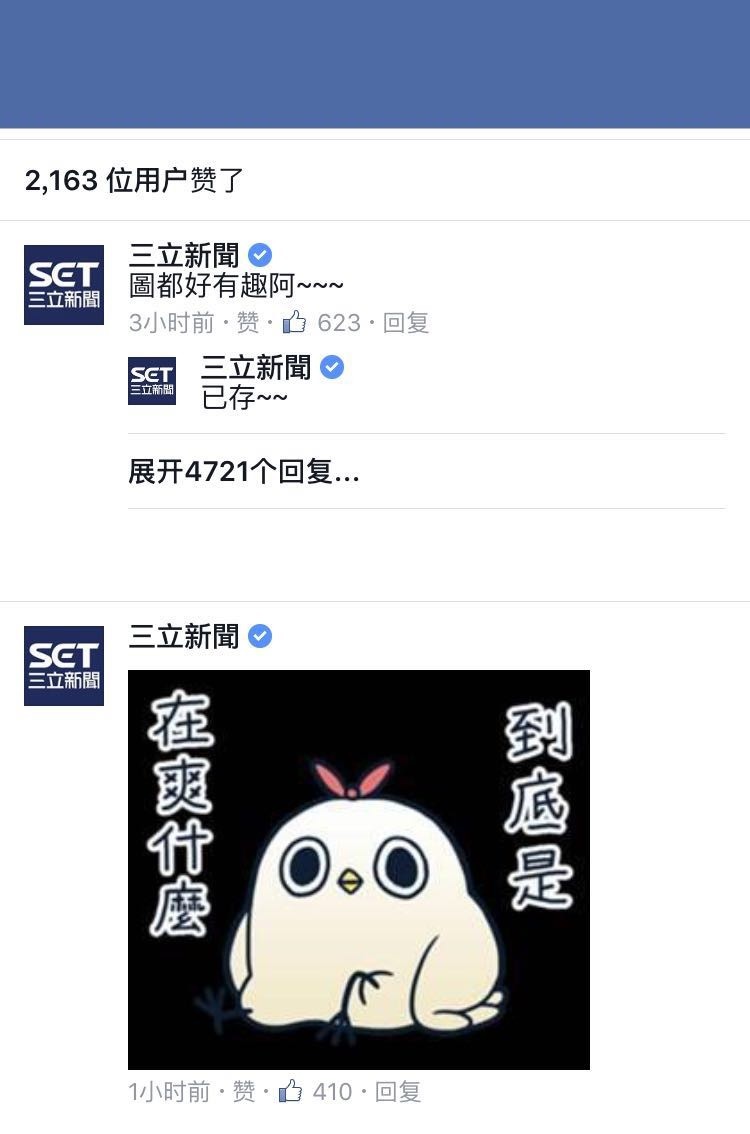 2,163 位用户赞了
SET
三立新聞
三立新聞
圖都好有趣阿~~~
3小时前 · 赞 · 623 · 回复
SET
三立新聞
三立新聞
已存~~
展开4721个回复...
SET
三立新聞
三立新聞
到底是
在爽什麼
1小时前 · 赞 · 410 · 回复